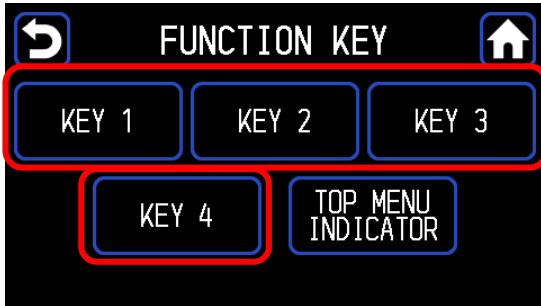 FUNCTION KEY
KEY 1
KEY 2
KEY 3
KEY 4
TOP MENU
INDICATOR